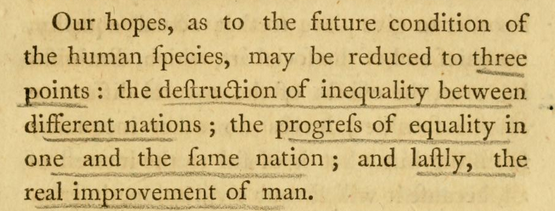 Our hopes, as to the future condition of
the human ſpecies, may be reduced to three
points : the deſtruction of inequality between
different nations ; the progreſs of equality in
one and the ſame nation ; and laſtly, the
real improvement of man.